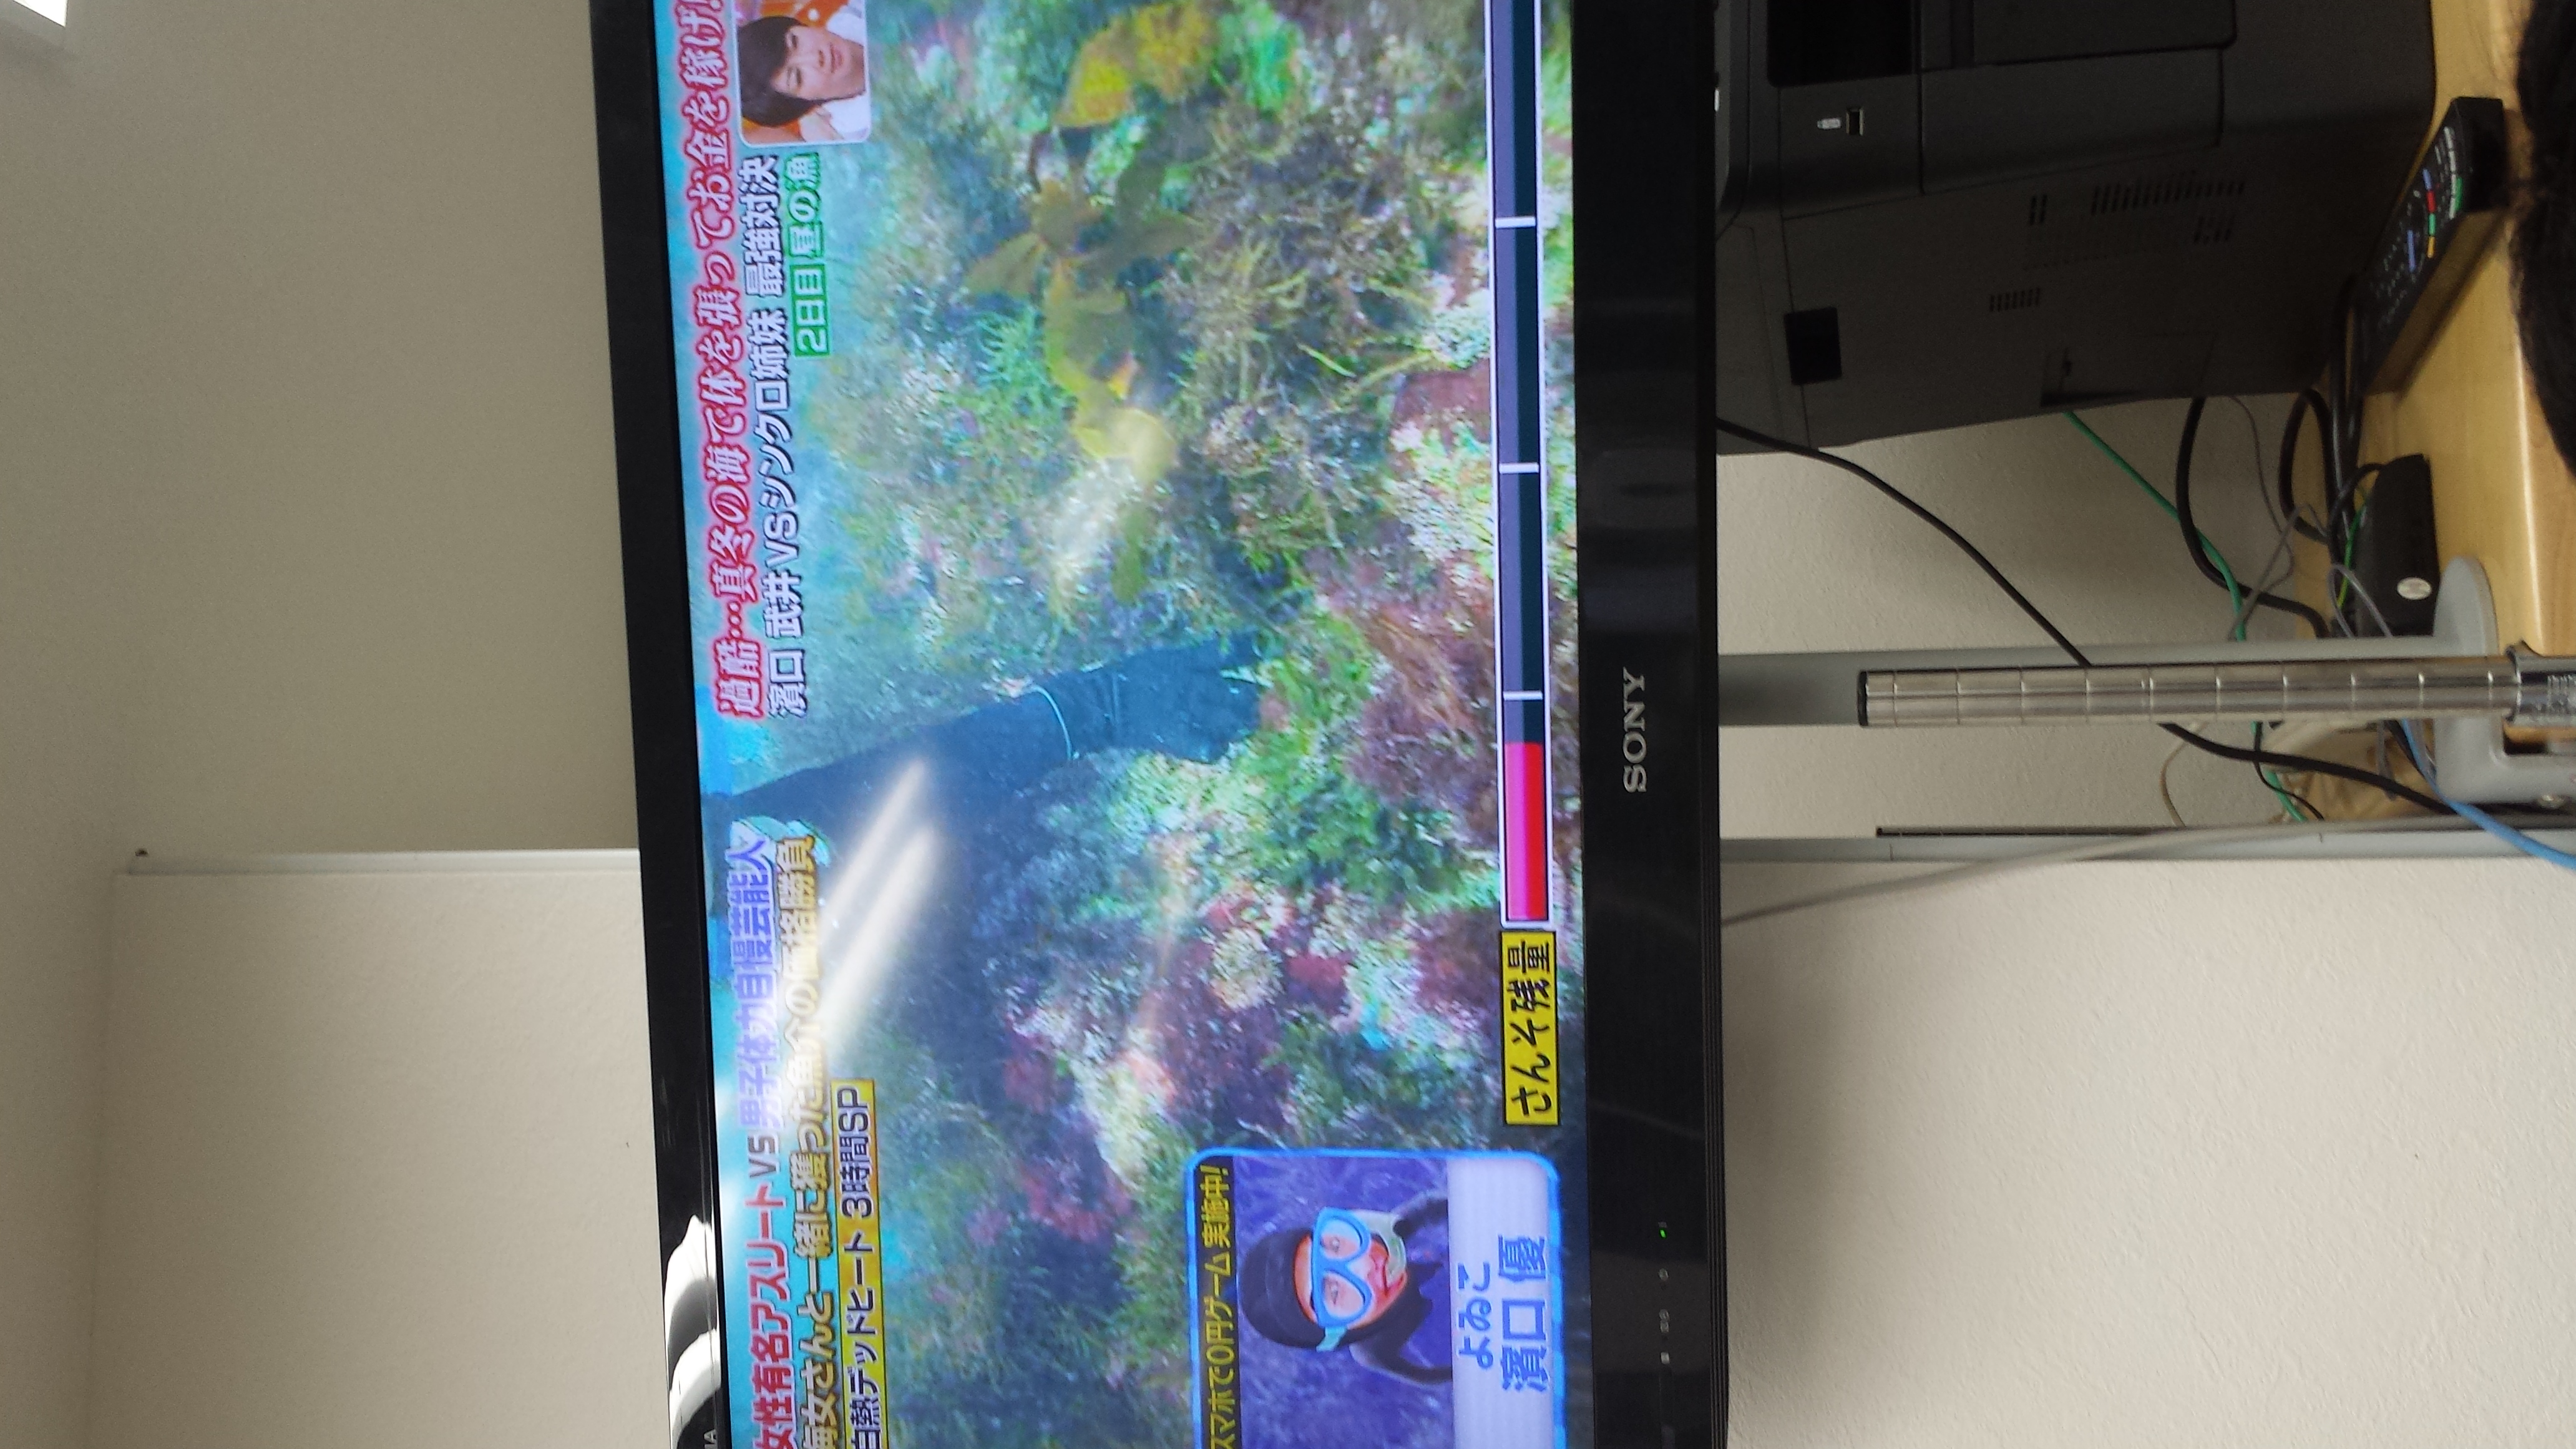 女性有名アスリートVS男子体力自慢芸能人
海女さんと一緒に獲った魚介の価格勝負
白熱デッドヒート 3時間SP
過酷…真冬の海で体を張ってお金を稼げ!
濱口 武井VSシンクロ姉妹 最強対決
2日目 昼の漁
スマホで0円ゲーム 実施中!
よゐこ
濱口 優
さんそ残量
SONY